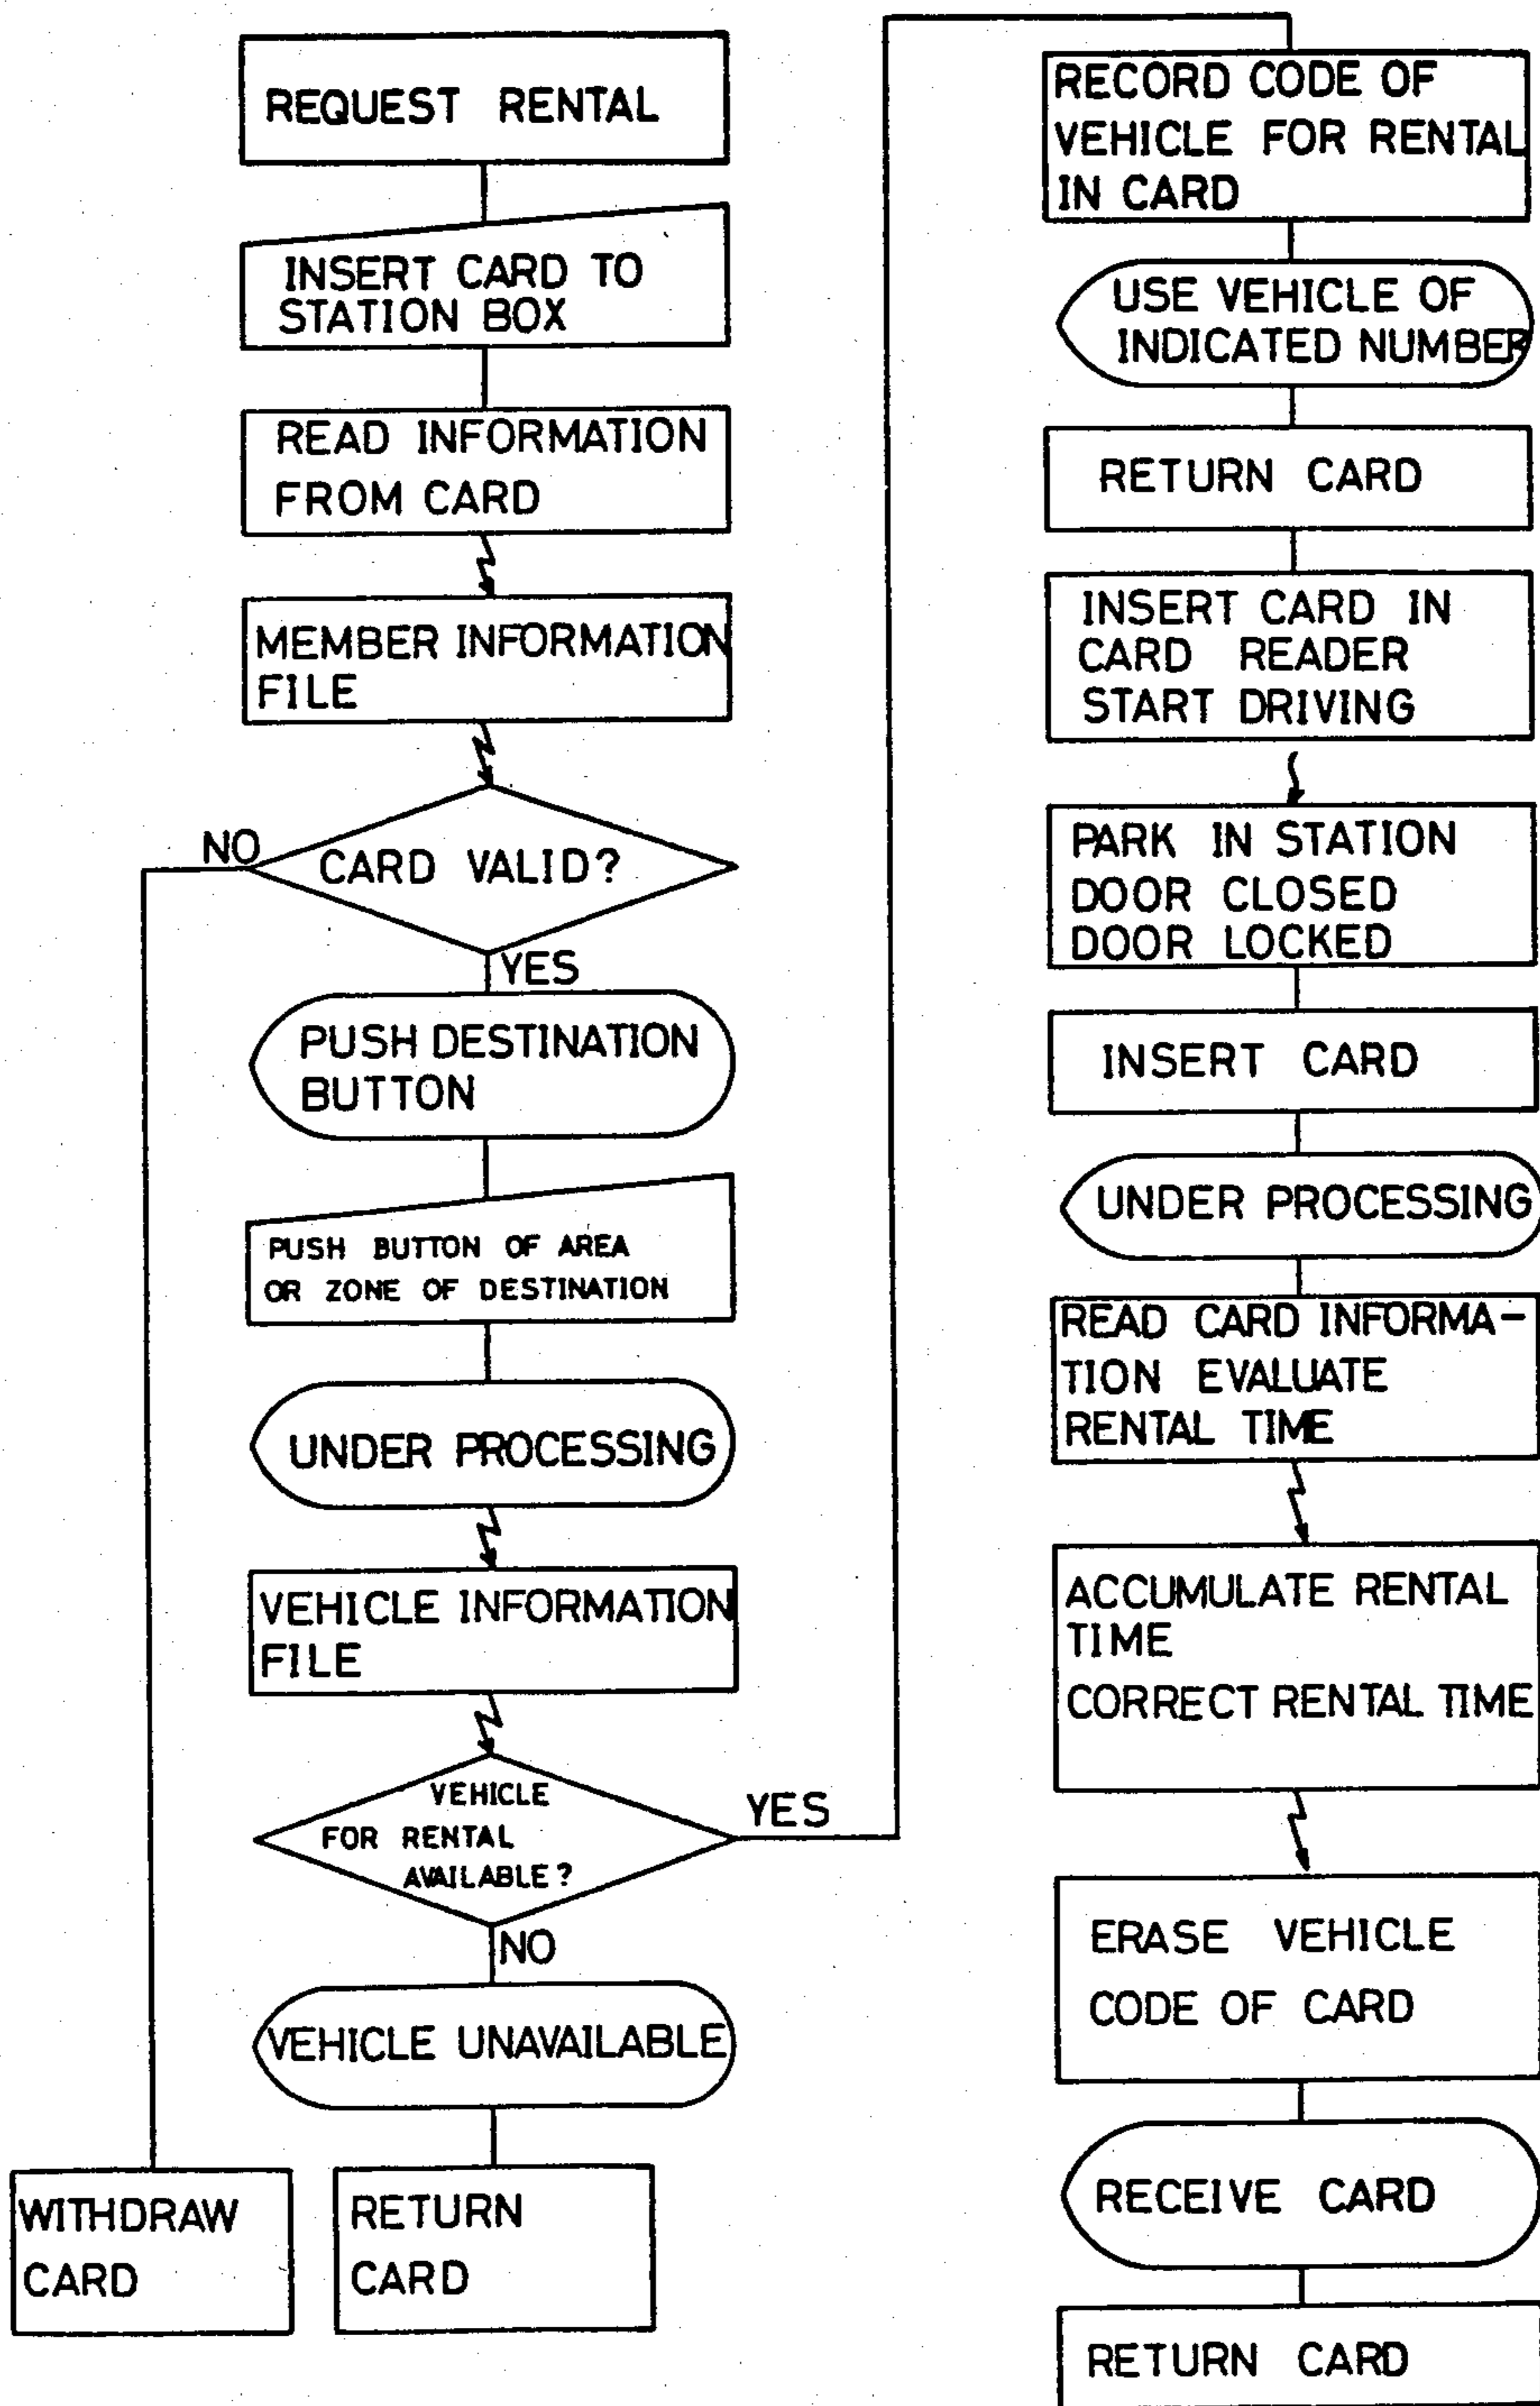 REQUEST RENTAL
INSERT CARD TO
STATION BOX
READ INFORMATION
FROM CARD
MEMBER INFORMATION
FILE
NO
CARD VALID?
YES
PUSH DESTINATION
BUTTON
PUSH BUTTON OF AREA
OR ZONE OF DESTINATION
UNDER PROCESSING
VEHICLE INFORMATION
FILE
VEHICLE
FOR RENTAL
AVAILABLE?
YES
NO
VEHICLE UNAVAILABLE
WITHDRAW
CARD
RETURN
CARD
RECORD CODE OF
VEHICLE FOR RENTAL
IN CARD
USE VEHICLE OF
INDICATED NUMBER
RETURN CARD
INSERT CARD IN
CARD READER
START DRIVING
PARK IN STATION
DOOR CLOSED
DOOR LOCKED
INSERT CARD
UNDER PROCESSING
READ CARD INFORMA-
TION EVALUATE
RENTAL TIME
ACCUMULATE RENTAL
TIME
CORRECT RENTAL TIME
ERASE VEHICLE
CODE OF CARD
RECEIVE CARD
RETURN CARD